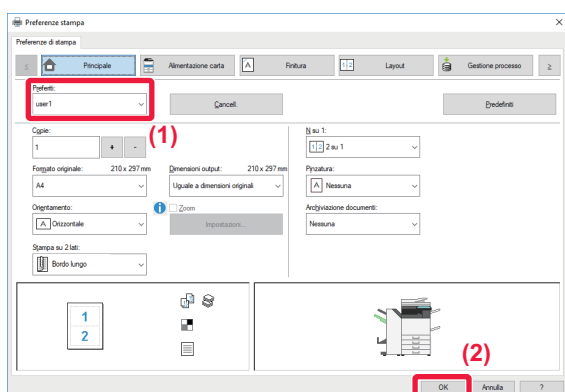 Preferenze stampa
Preferenze di stampa
Principale
Alimentazione carta
Finitura
Layout
Gestione processo
Preferiti:
user1
Cancell.
Predefiniti
(1)
Copie:
1
+ -
N su 1:
1 2 2 su 1
Formato originale: 210 x 297 mm
A4
Dimensioni output: 210 x 297 mm
Uguale a dimensioni originali
Pinzatura:
Nessuna
Orientamento:
A Orizzontale
Zoom
Impostazioni...
Archiviazione documenti:
Nessuna
Stampa su 2 lati:
Bordo lungo
1
2
(2)
OK
Annulla
?